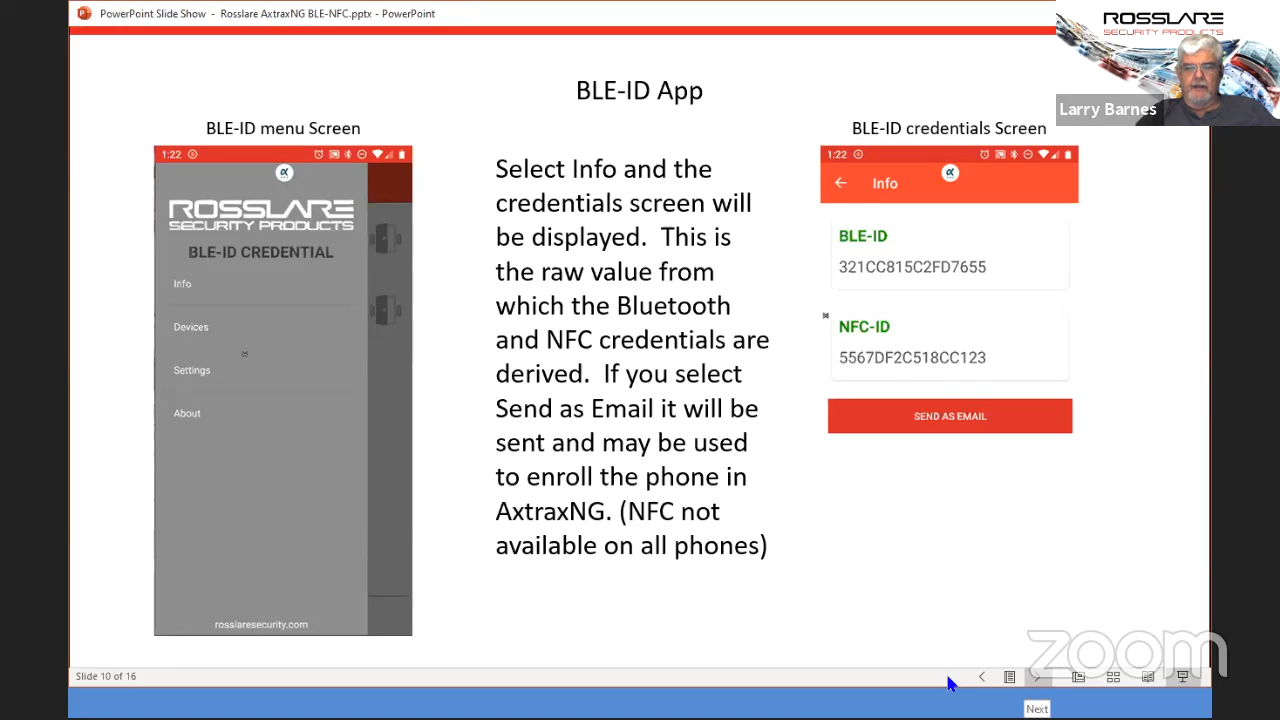 PowerPoint Slide Show - Rosslare AxtraxNG BLE-NFC.pptx - PowerPoint
ROSSLARE
SECURITY PRODUCTS
Larry Barnes
BLE-ID App
BLE-ID menu Screen
1:22
ROSSLARE
SECURITY PRODUCTS
BLE-ID CREDENTIAL
Info
Devices
Settings
About
rosslaresecurity.com
Select Info and the
credentials screen will
be displayed. This is
the raw value from
which the Bluetooth
and NFC credentials are
derived. If you select
Send as Email it will be
sent and may be used
to enroll the phone in
AxtraxNG. (NFC not
available on all phones)
BLE-ID credentials Screen
1:22
Info
BLE-ID
321CC815C2FD7655
NFC-ID
5567DF2C518CC123
SEND AS EMAIL
zoom
Slide 10 of 16
Next